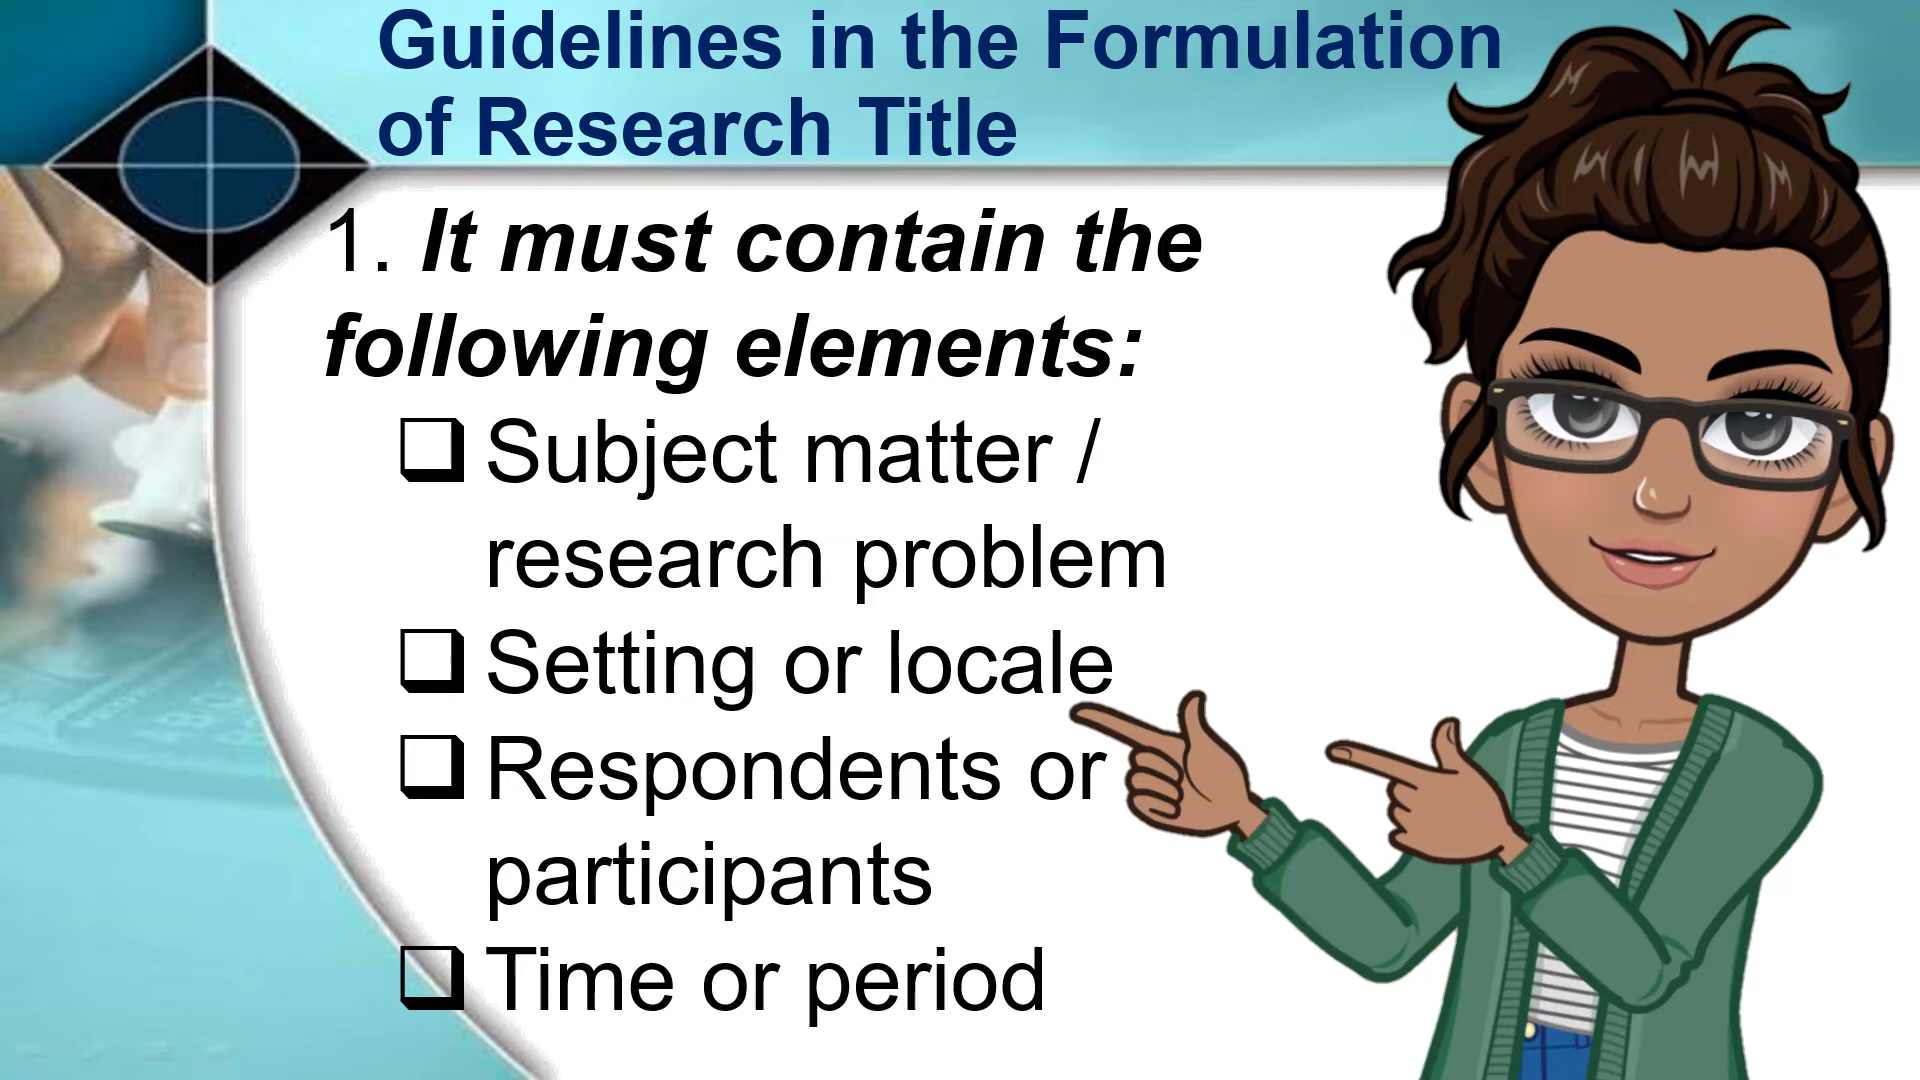 Guidelines in the Formulation
of Research Title
1. It must contain the
following elements:
❑ Subject matter /
research problem
❑ Setting or locale
❑ Respondents or
participants
❑ Time or period